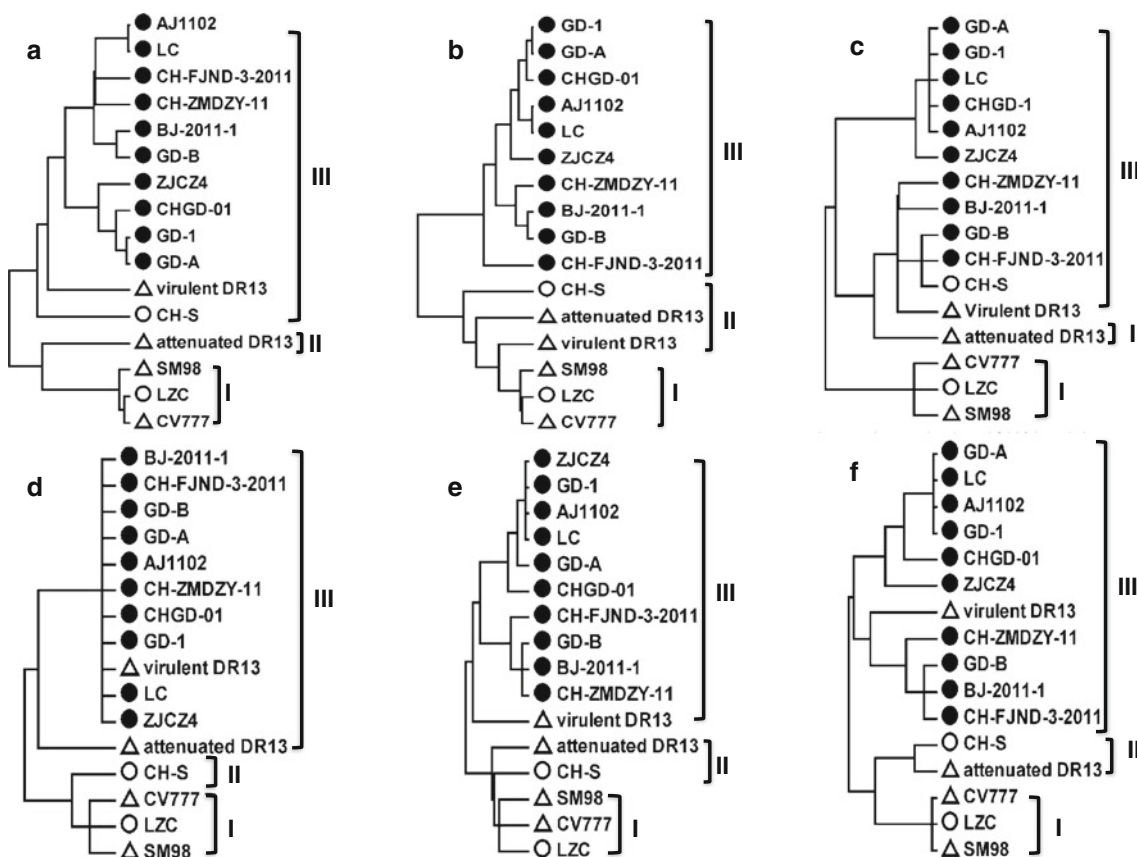 a
AJ1102
LC
CH-FJND-3-2011
CH-ZMDZY-11
BJ-2011-1
GD-B
ZJCZ4
CHGD-01
GD-1
GD-A
virulent DR13
CH-S
attenuated DR13
SM98
LZC
CV777
III
II
I
b
GD-1
GD-A
CHGD-01
AJ1102
LC
ZJCZ4
CH-ZMDZY-11
BJ-2011-1
GD-B
CH-FJND-3-2011
CH-S
attenuated DR13
virulent DR13
SM98
LZC
CV777
III
II
I
c
GD-A
GD-1
LC
CHGD-1
AJ1102
ZJCZ4
CH-ZMDZY-11
BJ-2011-1
GD-B
CH-FJND-3-2011
CH-S
Virulent DR13
attenuated DR13
CV777
LZC
SM98
III
I
I
d
BJ-2011-1
CH-FJND-3-2011
GD-B
GD-A
AJ1102
CH-ZMDZY-11
CHGD-01
GD-1
virulent DR13
LC
ZJCZ4
attenuated DR13
CH-S
CV777
LZC
SM98
III
II
I
e
ZJCZ4
GD-1
AJ1102
LC
GD-A
CHGD-01
CH-FJND-3-2011
GD-B
BJ-2011-1
CH-ZMDZY-11
virulent DR13
attenuated DR13
CH-S
SM98
CV777
LZC
III
II
I
f
GD-A
LC
AJ1102
GD-1
CHGD-01
ZJCZ4
virulent DR13
CH-ZMDZY-11
GD-B
BJ-2011-1
CH-FJND-3-2011
CH-S
attenuated DR13
CV777
LZC
SM98
III
II
I